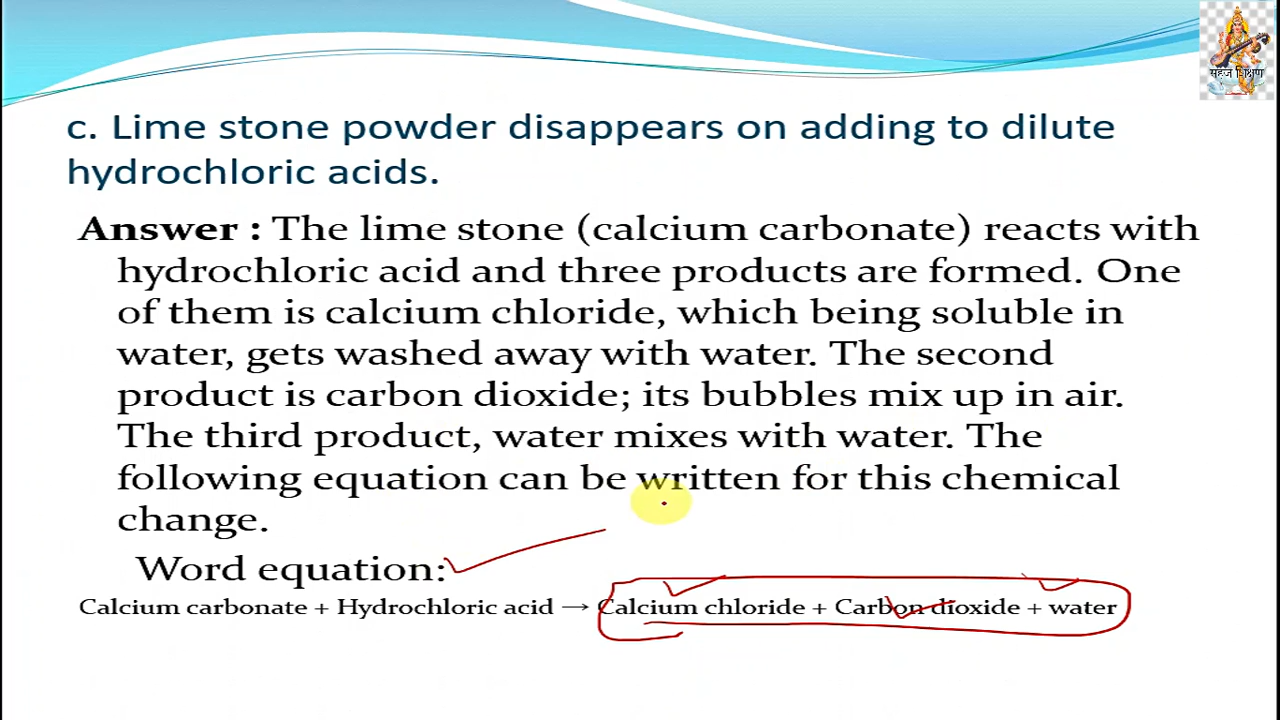 सहज शिक्षण
c. Lime stone powder disappears on adding to dilute
hydrochloric acids.
Answer : The lime stone (calcium carbonate) reacts with
hydrochloric acid and three products are formed. One
of them is calcium chloride, which being soluble in
water, gets washed away with water. The second
product is carbon dioxide; its bubbles mix up in air.
The third product, water mixes with water. The
following equation can be written for this chemical
change.
Word equation:
Calcium carbonate + Hydrochloric acid → Calcium chloride + Carbon dioxide + water